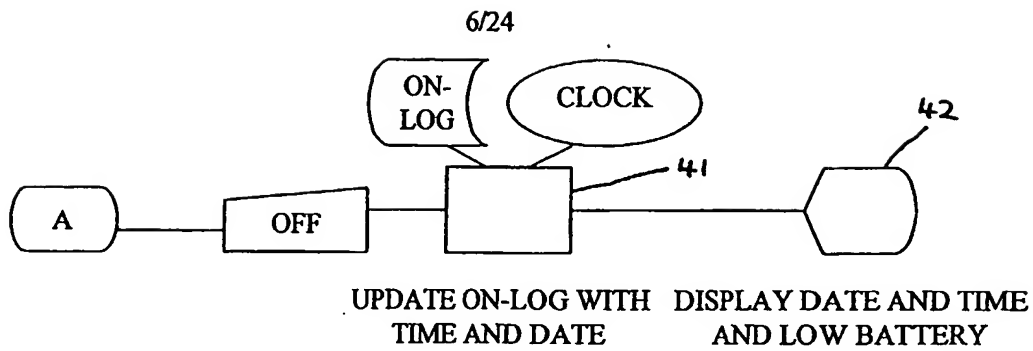 6/24
ON-
LOG
CLOCK
42
41
A
OFF
UPDATE ON-LOG WITH
TIME AND DATE
DISPLAY DATE AND TIME
AND LOW BATTERY